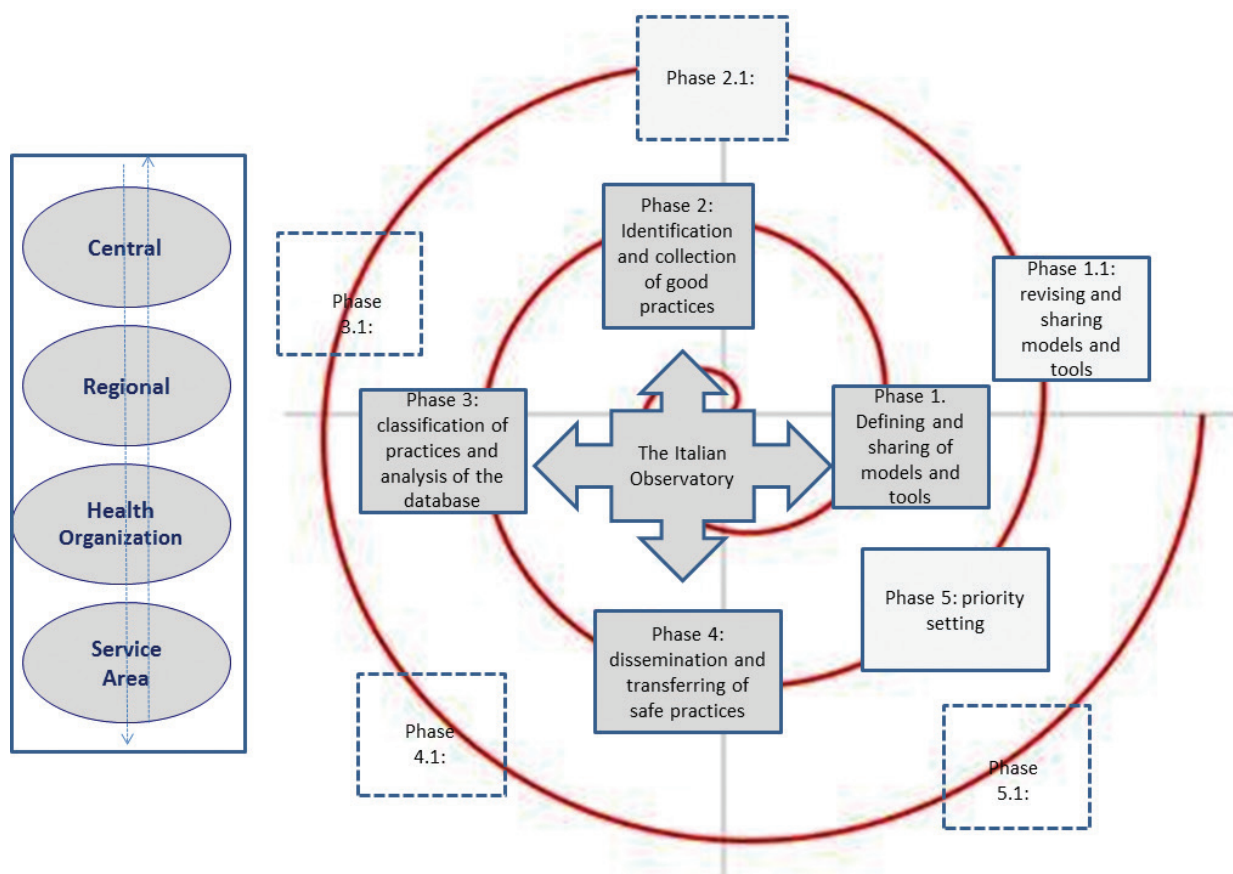 Central
Regional
Health
Organization
Service
Area
Phase 2.1:
Phase 2:
Identification
and collection
of good
practices
Phase 1.1:
revising and
sharing
models and
tools
Phase
3.1:
Phase 3:
classification of
practices and
analysis of the
database
The Italian
Observatory
Phase 1.
Defining and
sharing of
models and
tools
Phase 5: priority
setting
Phase 4:
dissemination and
transferring of
safe practices
Phase
4.1:
Phase
5.1: